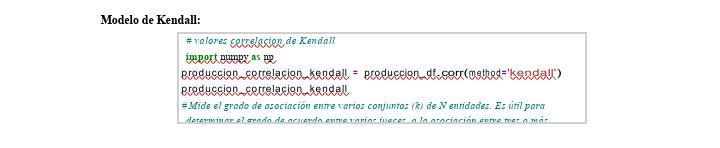 Modelo de Kendall:
# valores correlacion de Kendall
import numpy as np
produccion_correlacion_kendall = produccion_df.corr(method='kendall')
produccion_correlacion_kendall
#Mide el grado de asociación entre varios conjuntos (k) de N entidades. Es útil para
determinar el grado de acuerdo entre varios jueces, o la asociación entre tres o más